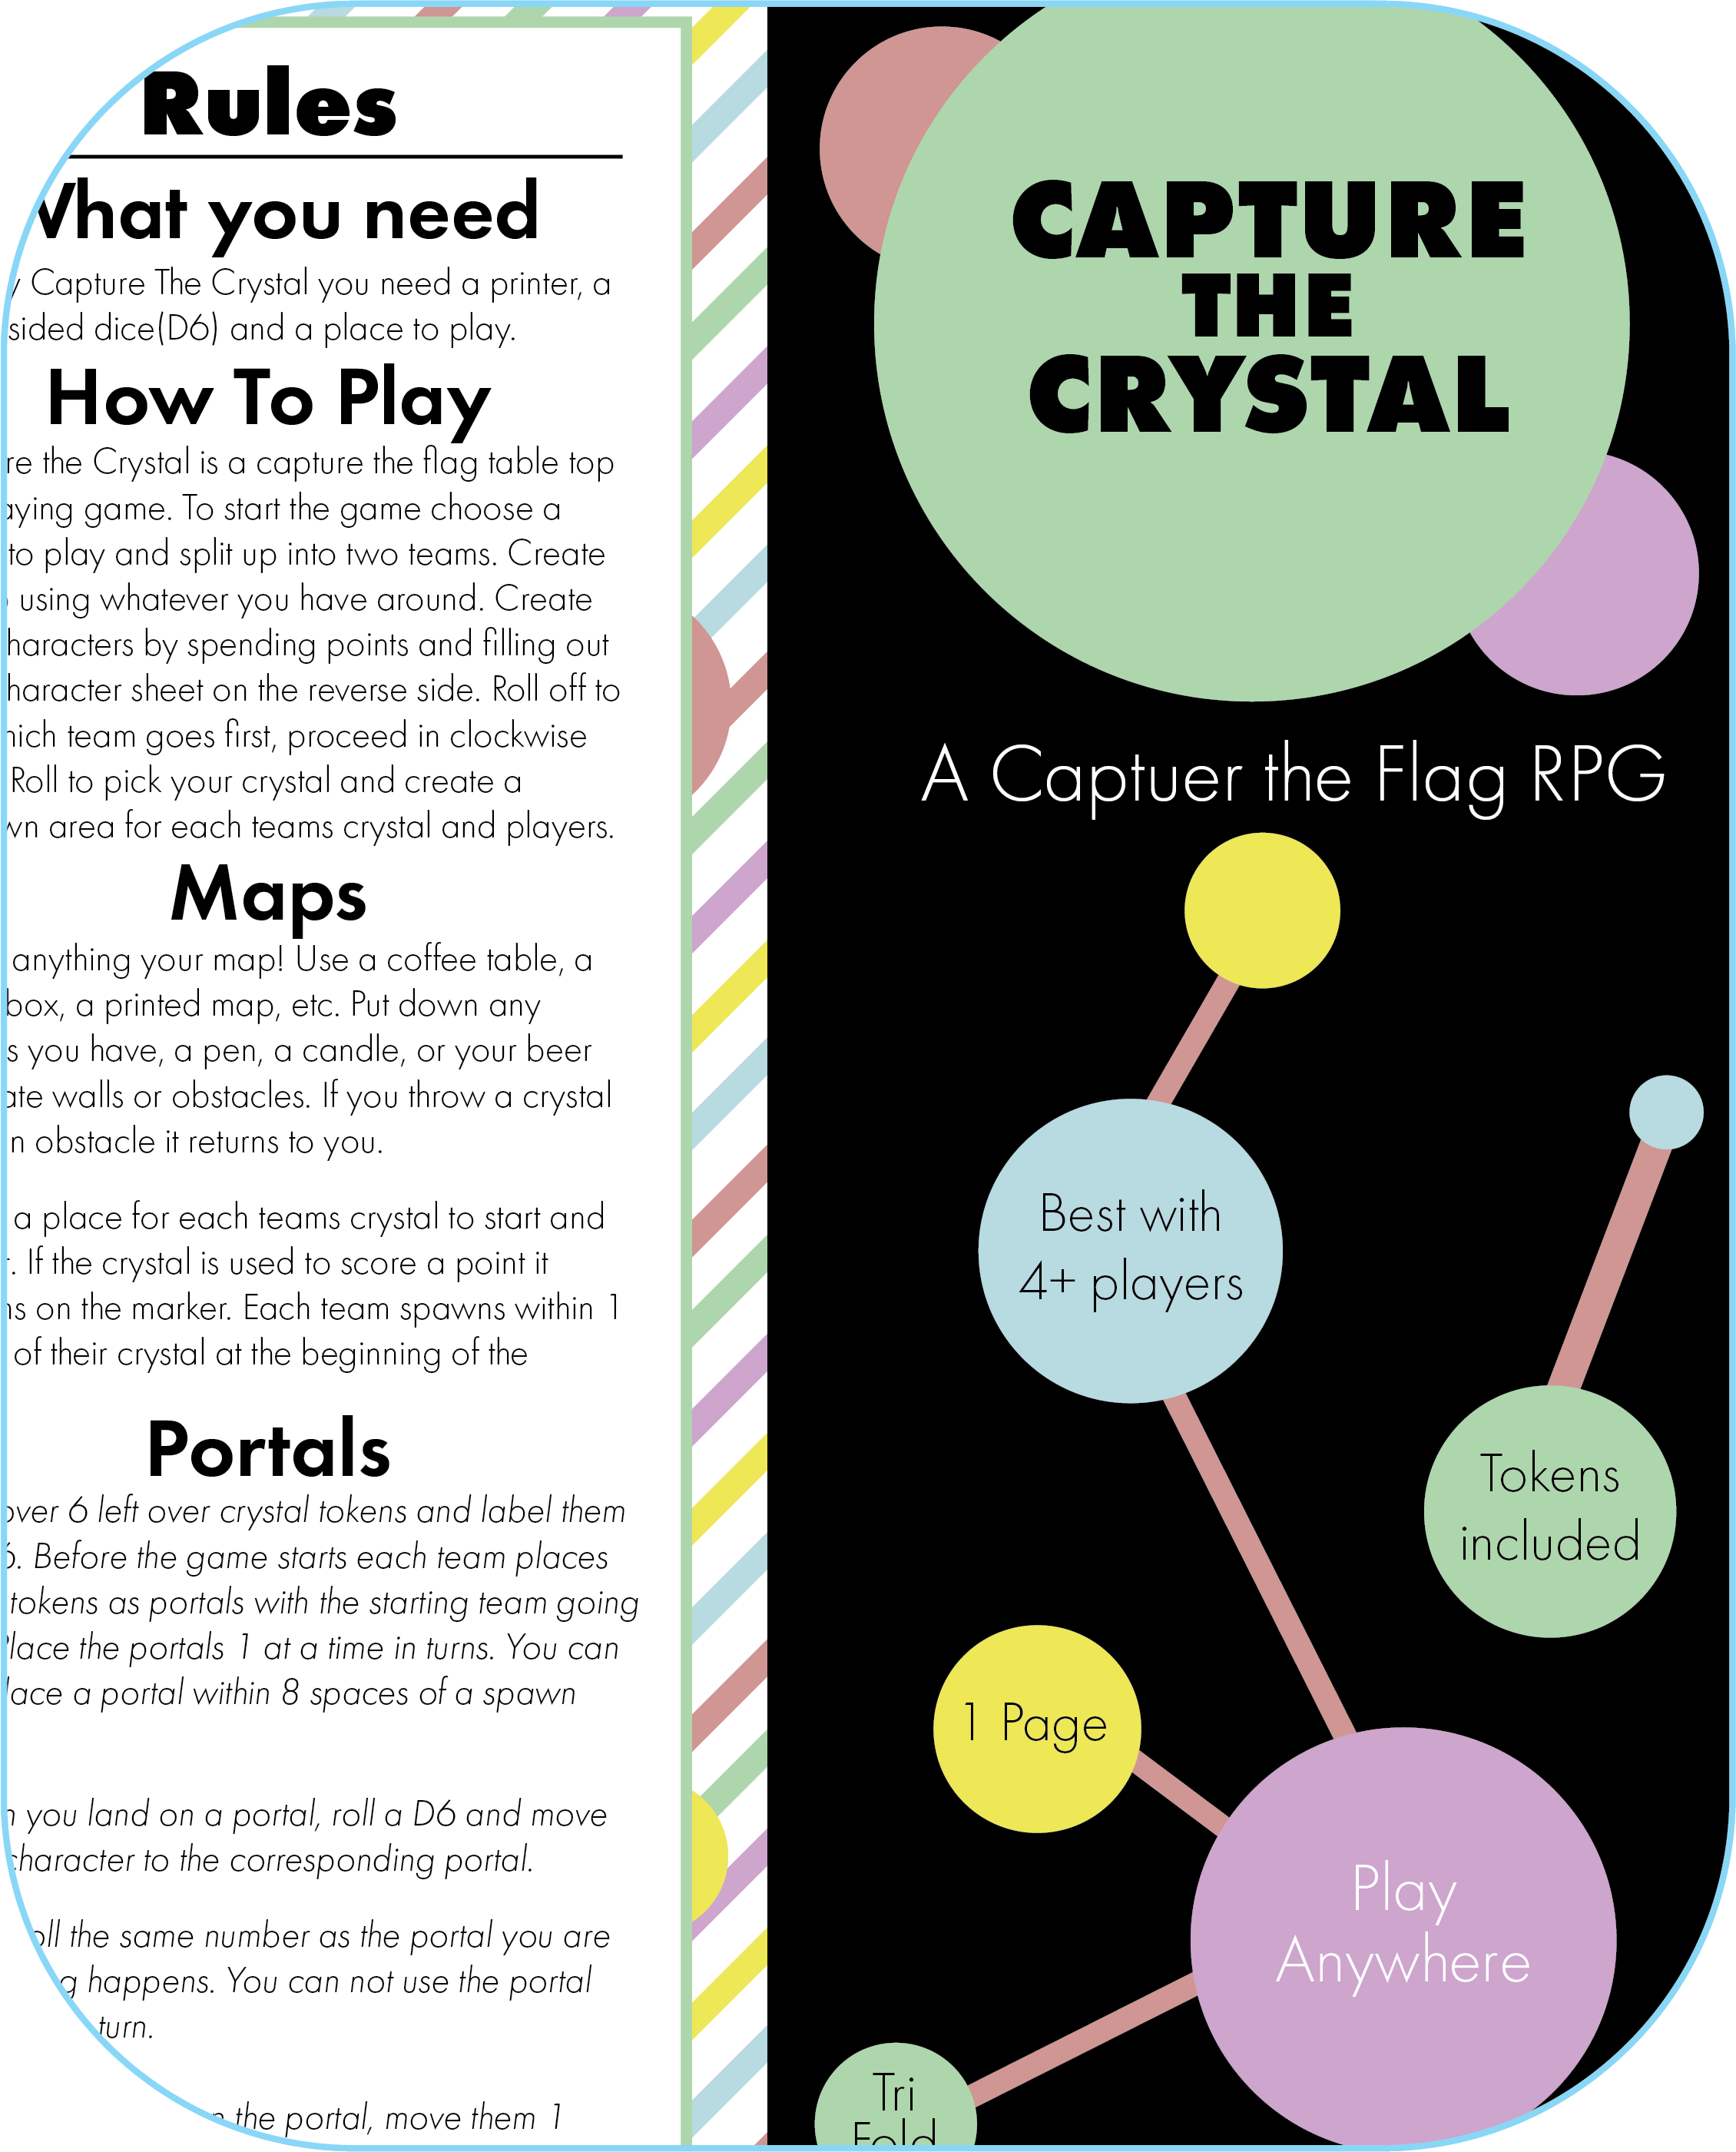 Rules
What you need
Capture The Crystal you need a printer, a
sided dice(D6) and a place to play.
How To Play
the Crystal is a capture the flag table top
game. To start the game choose a
to play and split up into two teams. Create
using whatever you have around. Create
by spending points and filling out
sheet on the reverse side. Roll off to
team goes first, proceed in clockwise
Roll to pick your crystal and create a
area for each teams crystal and players.
Maps
anything your map! Use a coffee table, a
box, a printed map, etc. Put down any
you have, a pen, a candle, or your beer
walls or obstacles. If you throw a crystal
obstacle it returns to you.
a place for each teams crystal to start and
If the crystal is used to score a point it
on the marker. Each team spawns within 1
of their crystal at the beginning of the
Portals
over 6 left over crystal tokens and label them
6. Before the game starts each team places
tokens as portals with the starting team going
Place the portals 1 at a time in turns. You can
a portal within 8 spaces of a spawn
you land on a portal, roll a D6 and move
character to the corresponding portal.
the same number as the portal you are
happens. You can not use the portal
turn.
the portal, move them 1
CAPTURE
THE
CRYSTAL
A Captuer the Flag RPG
Best with
4+ players
Tokens
included
1 Page
Play
Anywhere
Tri
Fold